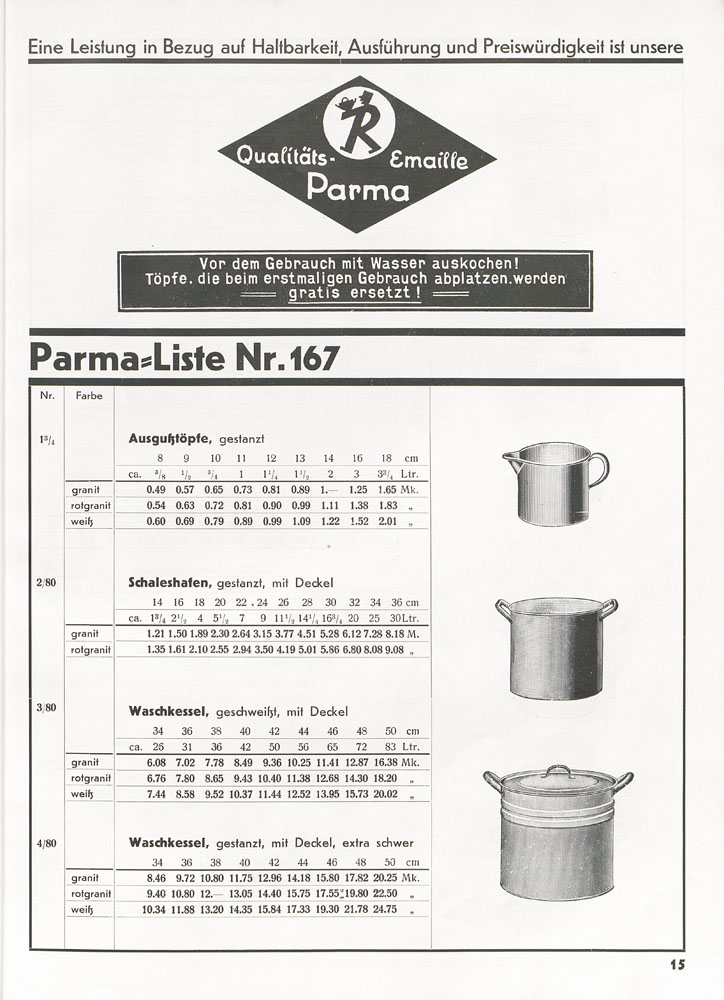 Eine Leistung in Bezug auf Haltbarkeit, Ausführung und Preiswürdigkeit ist unsere
R
Qualitäts- Emaille
Parma
Vor dem Gebrauch mit Wasser auskochen!
Töpfe. die beim erstmaligen Gebrauch abplatzen.werden
gratis ersetzt!
Parma=Liste Nr. 167
Nr. Farbe
1³/₄ Ausgußtöpfe, gestanzt
8 9 10 11 12 13 14 16 18 cm
ca. ³/₈ ¹/₂ ³/₄ 1 1¹/₄ 1¹/₂ 2 3 3³/₄ Ltr.
granit 0.49 0.57 0.65 0.73 0.81 0.89 1.— 1.25 1.65 Mk.
rotgranit 0.54 0.63 0.72 0.81 0.90 0.99 1.11 1.38 1.83 „
weiß 0.60 0.69 0.79 0.89 0.99 1.09 1.22 1.52 2.01 „
2/80 Schaleshafen, gestanzt, mit Deckel
14 16 18 20 22 . 24 26 28 30 32 34 36 cm
ca. 1³/₄ 2¹/₂ 4 5¹/₂ 7 9 11¹/₂ 14¹/₄ 16³/₄ 20 25 30 Ltr.
granit 1.21 1.50 1.89 2.30 2.64 3.15 3.77 4.51 5.28 6.12 7.28 8.18 M.
rotgranit 1.35 1.61 2.10 2.55 2.94 3.50 4.19 5.01 5.86 6.80 8.08 9.08 „
3/80 Waschkessel, geschweißt, mit Deckel
34 36 38 40 42 44 46 48 50 cm
ca. 26 31 36 42 50 56 65 72 83 Ltr.
granit 6.08 7.02 7.78 8.49 9.36 10.25 11.41 12.87 16.38 Mk.
rotgranit 6.76 7.80 8.65 9.43 10.40 11.38 12.68 14.30 18.20 „
weiß 7.44 8.58 9.52 10.37 11.44 12.52 13.95 15.73 20.02 „
4/80 Waschkessel, gestanzt, mit Deckel, extra schwer
34 36 38 40 42 44 46 48 50 cm
granit 8.46 9.72 10.80 11.75 12.96 14.18 15.80 17.82 20.25 Mk.
rotgranit 9.40 10.80 12.— 13.05 14.40 15.75 17.55 19.80 22.50 „
weiß 10.34 11.88 13.20 14.35 15.84 17.33 19.30 21.78 24.75 „
15